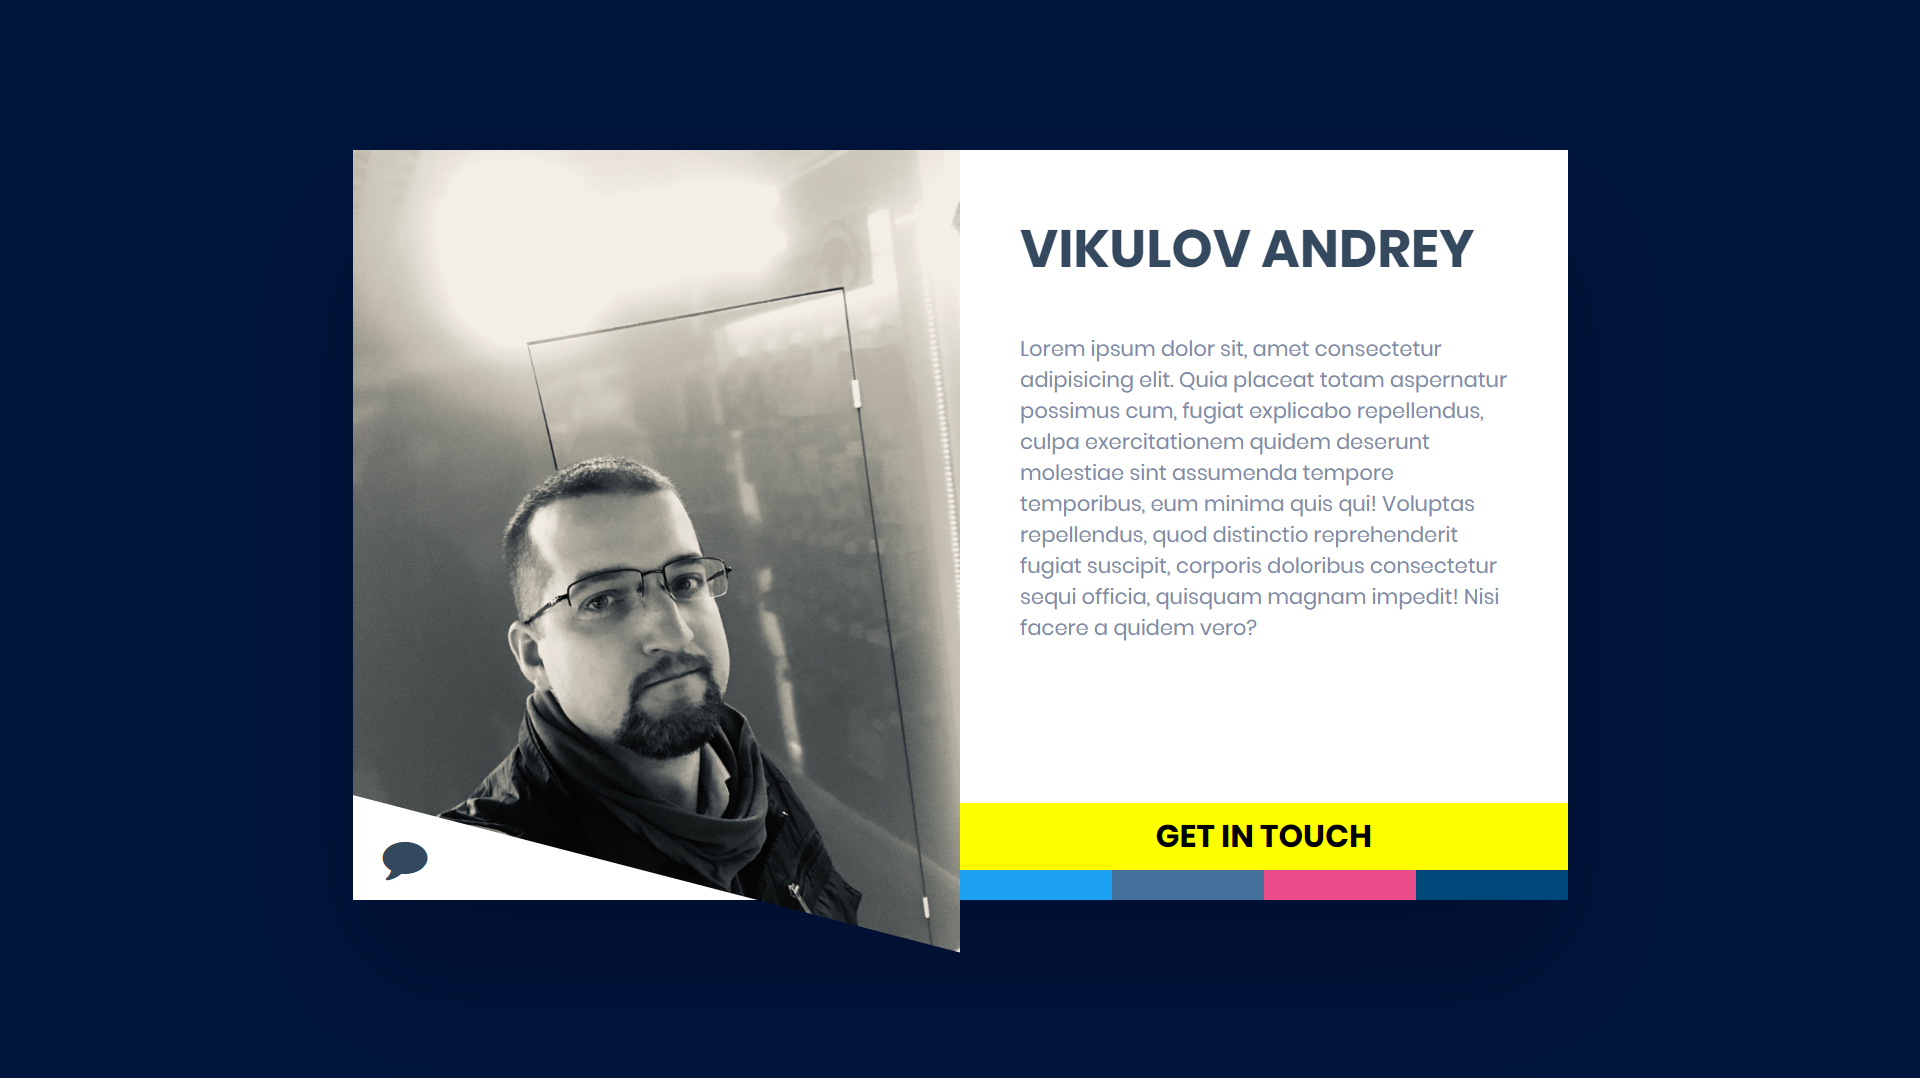 VIKULOV ANDREY
Lorem ipsum dolor sit, amet consectetur
adipisicing elit. Quia placeat totam aspernatur
possimus cum, fugiat explicabo repellendus,
culpa exercitationem quidem deserunt
molestiae sint assumenda tempore
temporibus, eum minima quis qui! Voluptas
repellendus, quod distinctio reprehenderit
fugiat suscipit, corporis doloribus consectetur
sequi officia, quisquam magnam impedit! Nisi
facere a quidem vero?
GET IN TOUCH